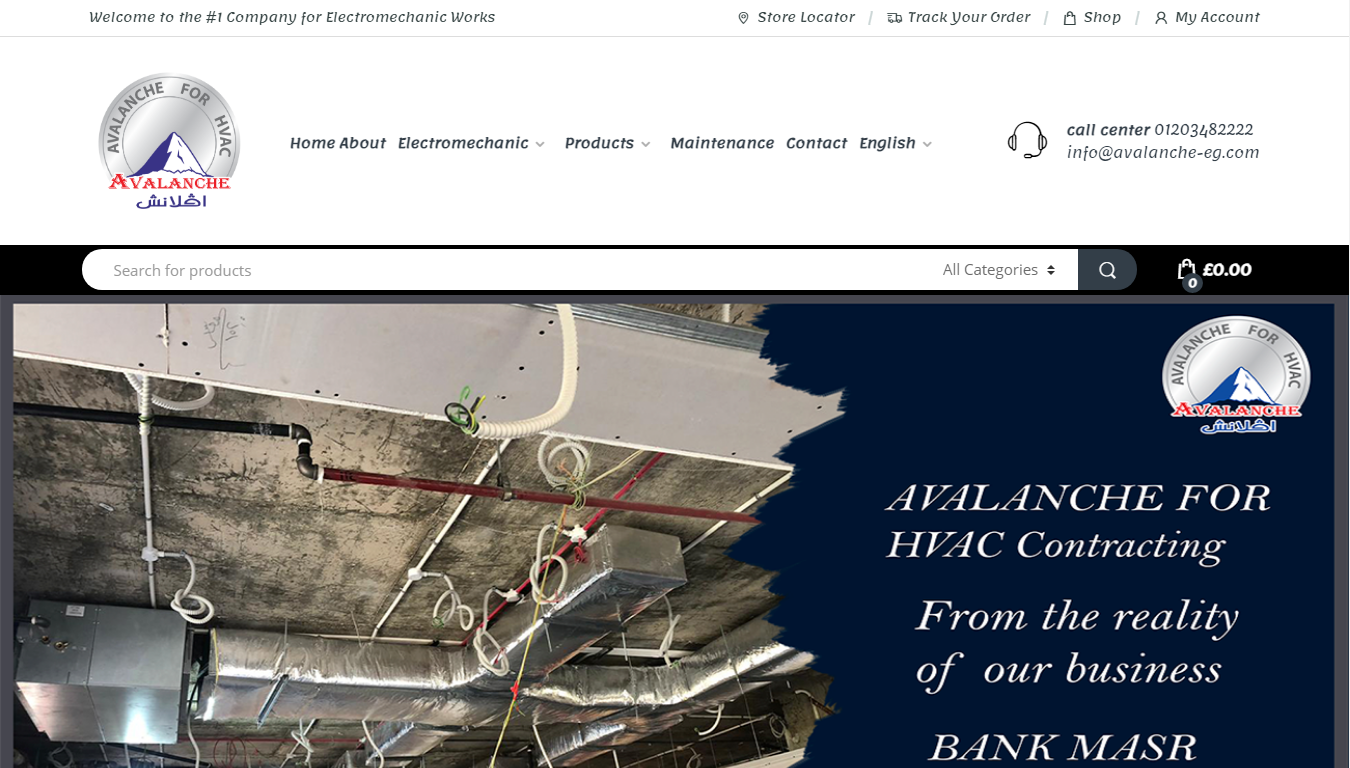 Welcome to the #1 Company for Electromechanic Works
Store Locator
Track Your Order
Shop
My Account
AVALANCHE FOR HVAC
AVALANCHE
اڤلانش
Home About Electromechanic Products Maintenance Contact English
call center 01203482222
info@avalanche-eg.com
Search for products
All Categories
£0.00
0
AVALANCHE FOR HVAC
AVALANCHE
اڤلانش
AVALANCHE FOR
HVAC Contracting
From the reality
of our business
BANK MASR